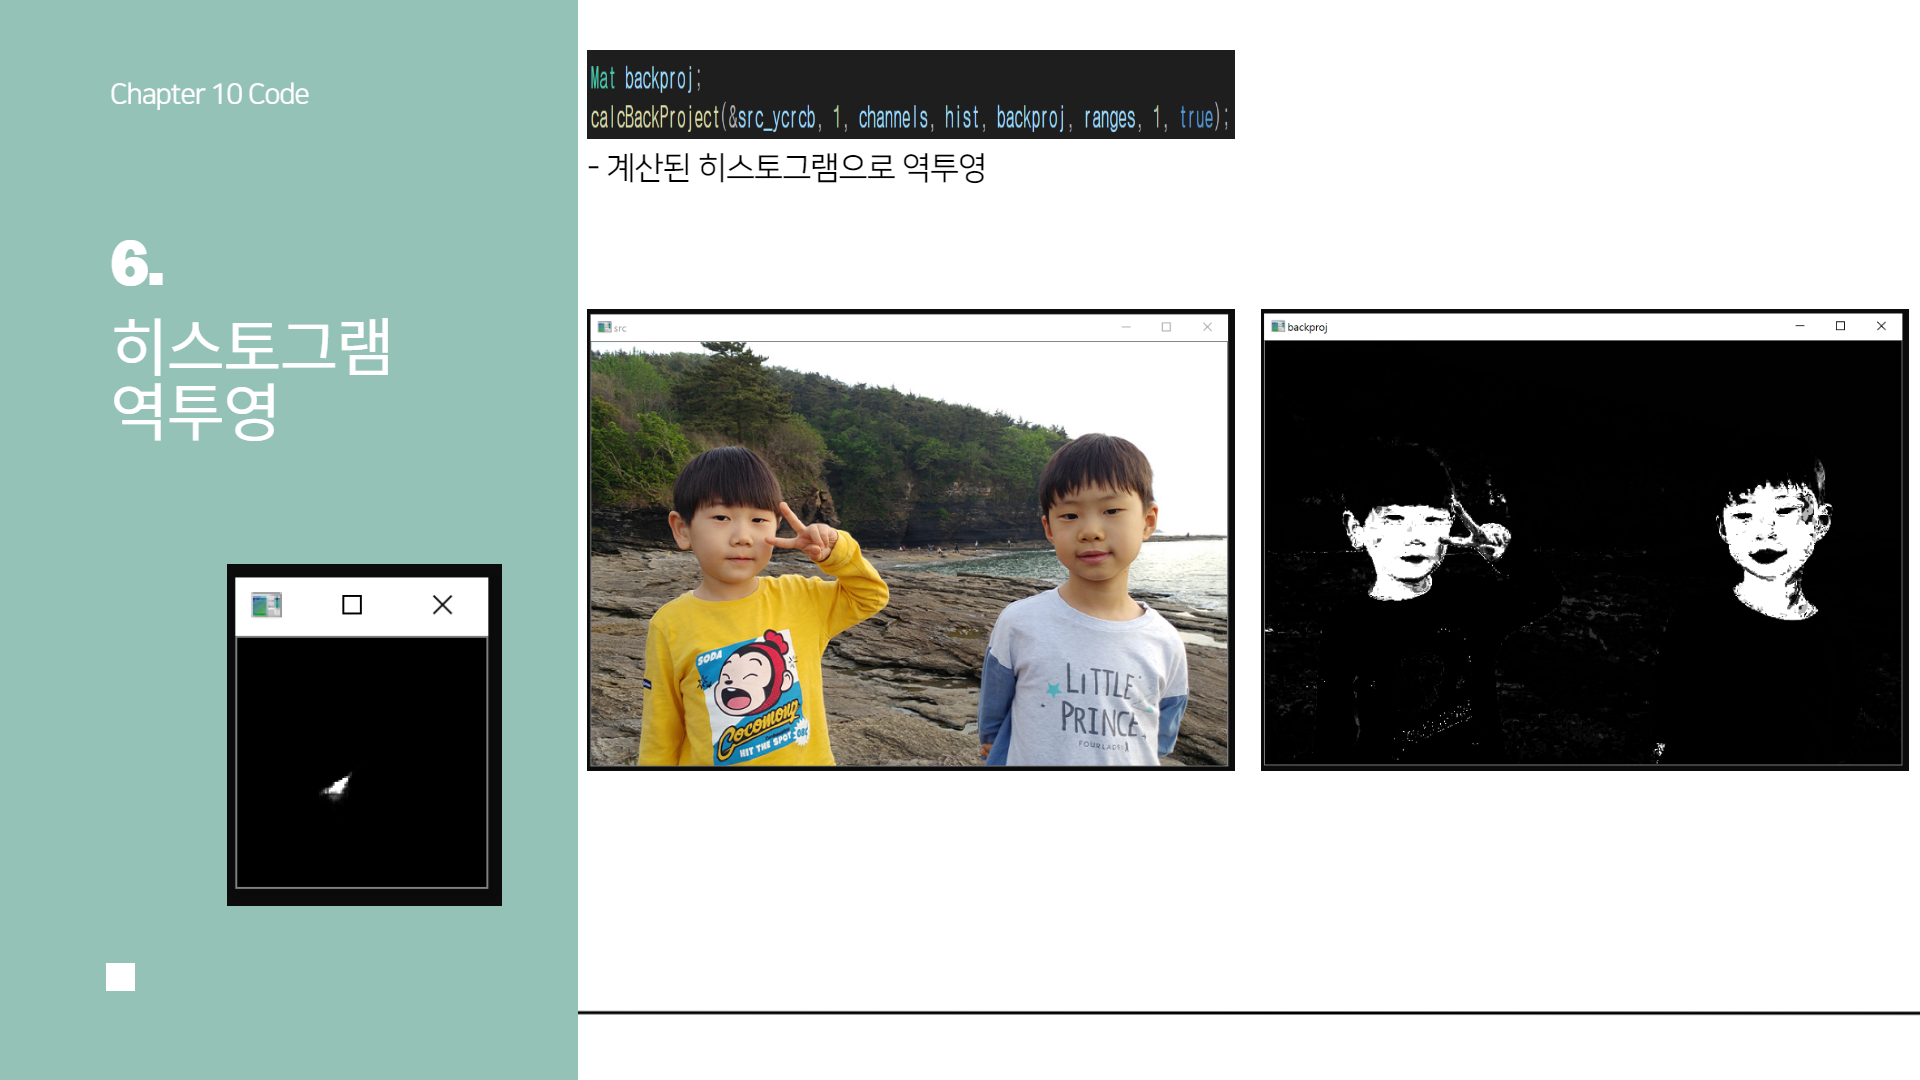 Chapter 10 Code
6.
히스토그램
역투영
Mat backproj;
calcBackProject(&src_ycrcb, 1, channels, hist, backproj, ranges, 1, true);
- 계산된 히스토그램으로 역투영
src
SODA
Cocomong
HIT THE SPOT
LiTTLE
PRINCE
backproj